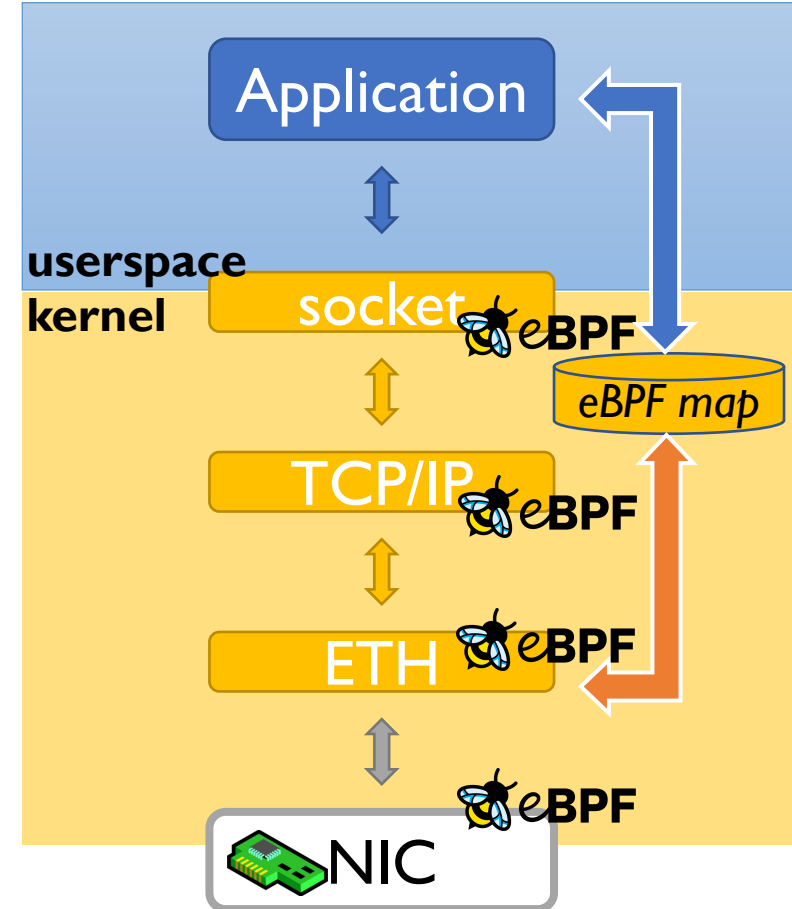 Application
userspace
kernel
socket
eBPF
eBPF map
TCP/IP
eBPF
ETH
eBPF
eBPF
NIC